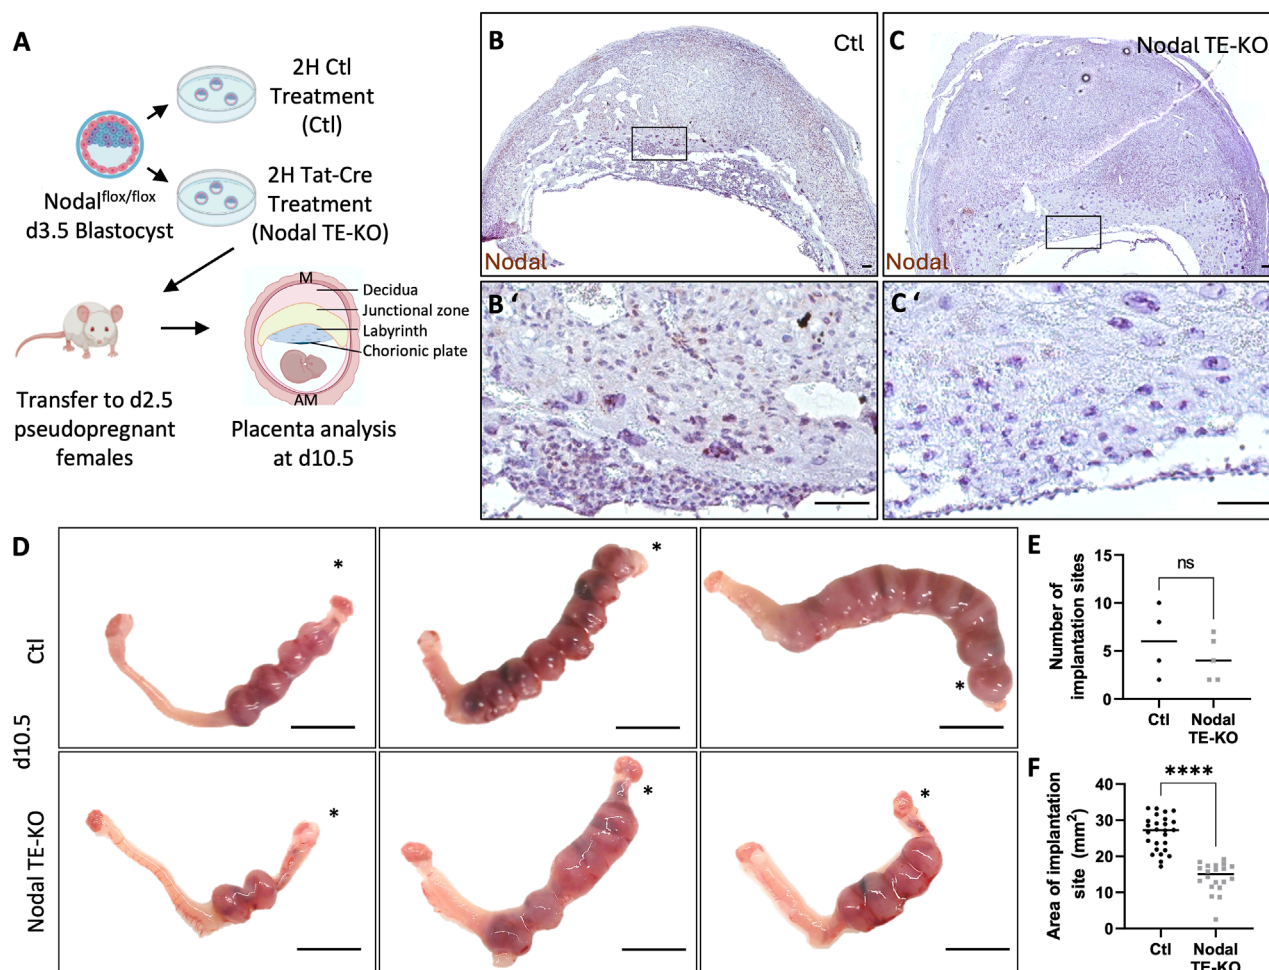 A
2H Ctl
Treatment
(Ctl)
Nodal^flox/flox
d3.5 Blastocyst
2H Tat-Cre
Treatment
(Nodal TE-KO)
M
Decidua
Junctional zone
Labyrinth
Chorionic plate
AM
Transfer to d2.5
pseudopregnant
females
Placenta analysis
at d10.5
B
Ctl
Nodal
C
Nodal TE-KO
Nodal
B'
C'
D
d10.5
Ctl
*
*
*
Nodal TE-KO
*
*
*
E
Number of
implantation sites
15
10
5
0
ns
Ctl
Nodal
TE-KO
F
Area of implantation
site (mm²)
40
30
20
10
0
****
Ctl
Nodal
TE-KO